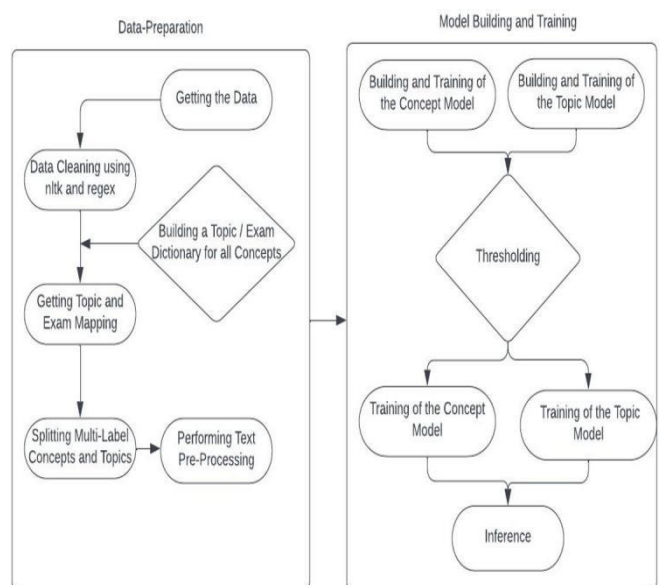 Data-Preparation
Getting the Data
Data Cleaning using
nltk and regex
Building a Topic / Exam
Dictionary for all Concepts
Getting Topic and
Exam Mapping
Splitting Multi-Label
Concepts and Topics
Performing Text
Pre-Processing
Model Building and Training
Building and Training of
the Concept Model
Building and Training of
the Topic Model
Thresholding
Training of the Concept
Model
Training of the Topic
Model
Inference